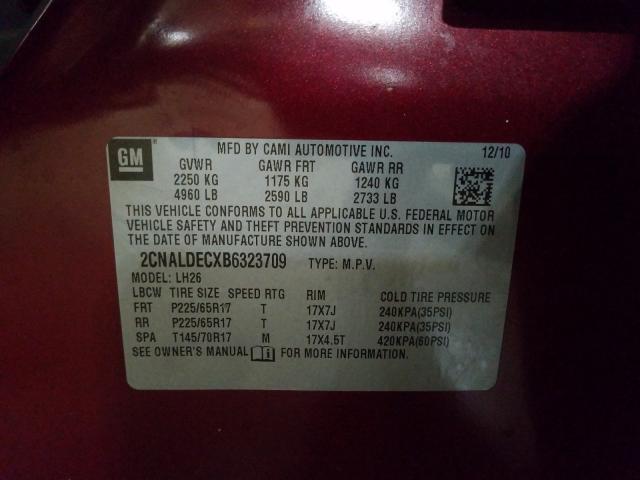 MFD BY CAMI AUTOMOTIVE INC. 12/10
GM
®
GVWR GAWR FRT GAWR RR
2250 KG 1175 KG 1240 KG
4960 LB 2590 LB 2733 LB
THIS VEHICLE CONFORMS TO ALL APPLICABLE U.S. FEDERAL MOTOR
VEHICLE SAFETY AND THEFT PREVENTION STANDARDS IN EFFECT ON
THE DATE OF MANUFACTURE SHOWN ABOVE.
2CNALDECXB6323709 TYPE: M.P.V.
MODEL: LH26
LBCW TIRE SIZE SPEED RTG RIM COLD TIRE PRESSURE
FRT P225/65R17 T 17X7J 240KPA(35PSI)
RR P225/65R17 T 17X7J 240KPA(35PSI)
SPA T145/70R17 M 17X4.5T 420KPA(60PSI)
SEE OWNER'S MANUAL FOR MORE INFORMATION.